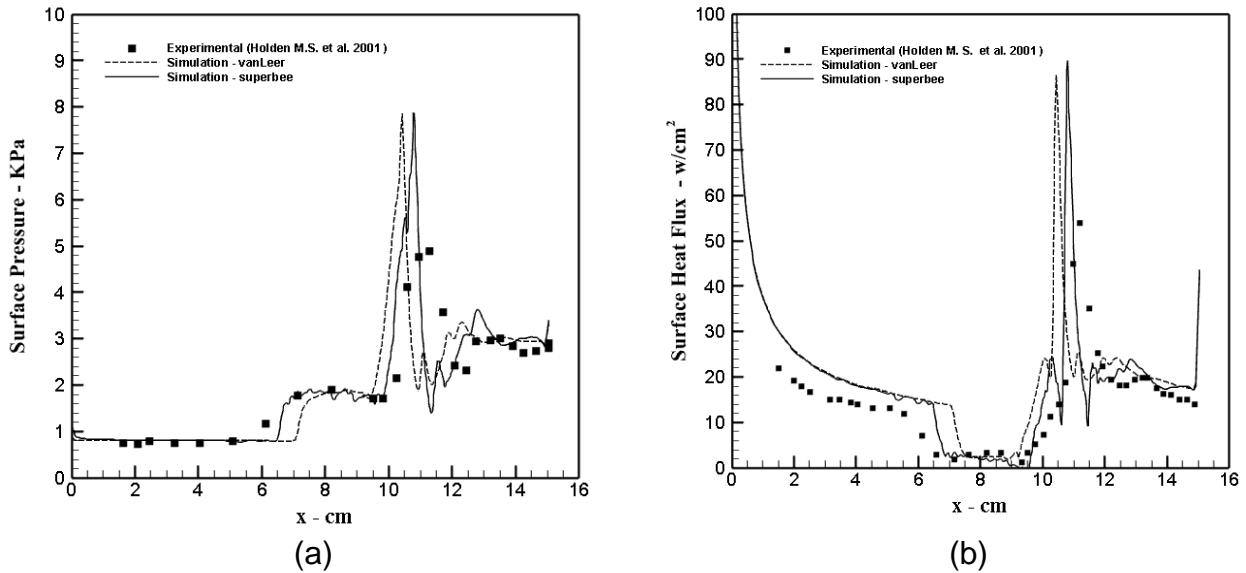 Experimental (Holden M.S. et al. 2001)
Simulation - vanLeer
Simulation - superbee
Surface Pressure - KPa
10
9
8
7
6
5
4
3
2
1
0
0 2 4 6 8 10 12 14 16
x - cm
(a)
Experimental (Holden M. S. et al. 2001)
Simulation - vanLeer
Simulation - superbee
Surface Heat Flux - w/cm²
100
90
80
70
60
50
40
30
20
10
0
0 2 4 6 8 10 12 14 16
x - cm
(b)